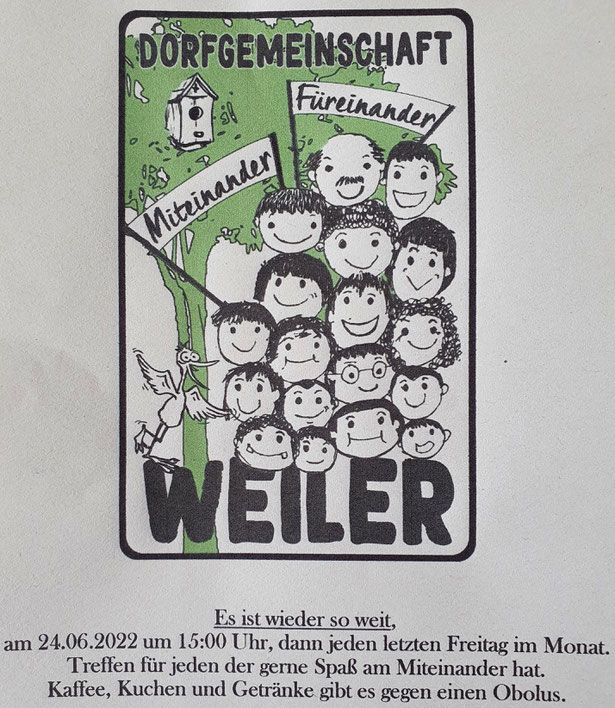 DORFGEMEINSCHAFT
Füreinander
Miteinander
WEILER
Es ist wieder so weit,
am 24.06.2022 um 15:00 Uhr, dann jeden letzten Freitag im Monat.
Treffen für jeden der gerne Spaß am Miteinander hat.
Kaffee, Kuchen und Getränke gibt es gegen einen Obolus.